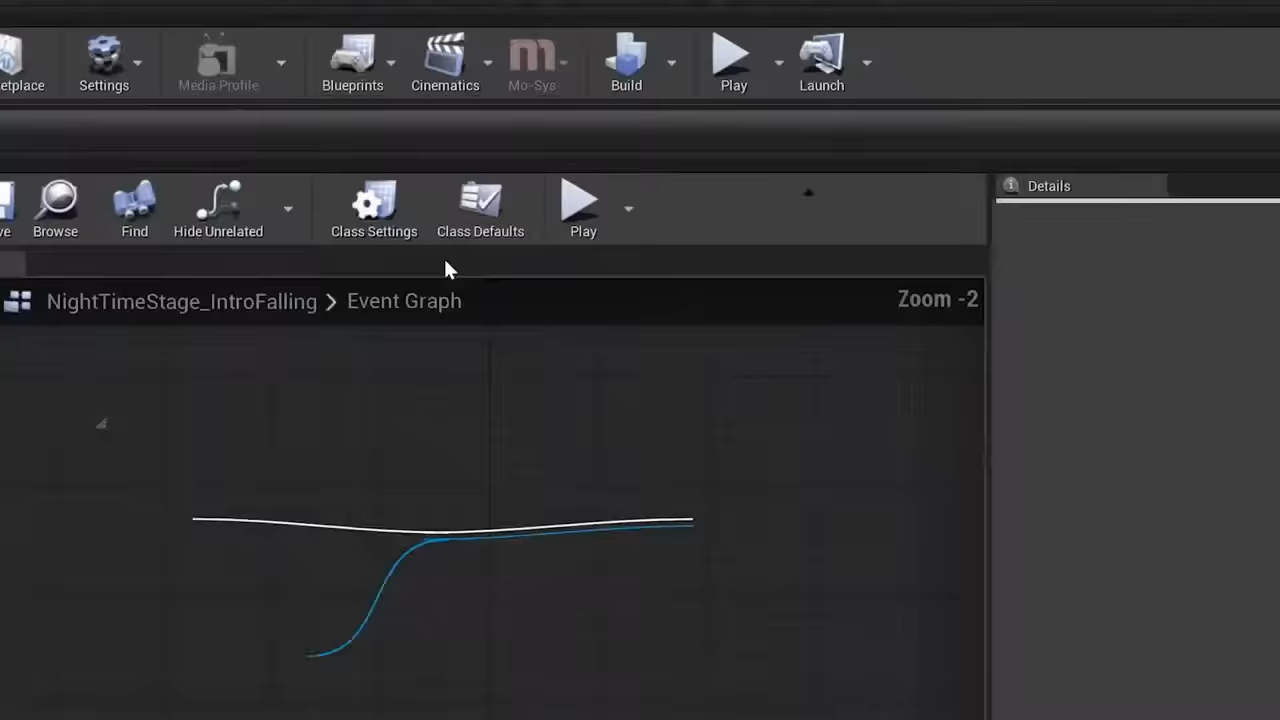 etplace Settings Media Profile Blueprints Cinematics Mo-Sys Build Play Launch
Details
ve Browse Find Hide Unrelated Class Settings Class Defaults Play
NightTimeStage_IntroFalling > Event Graph Zoom -2